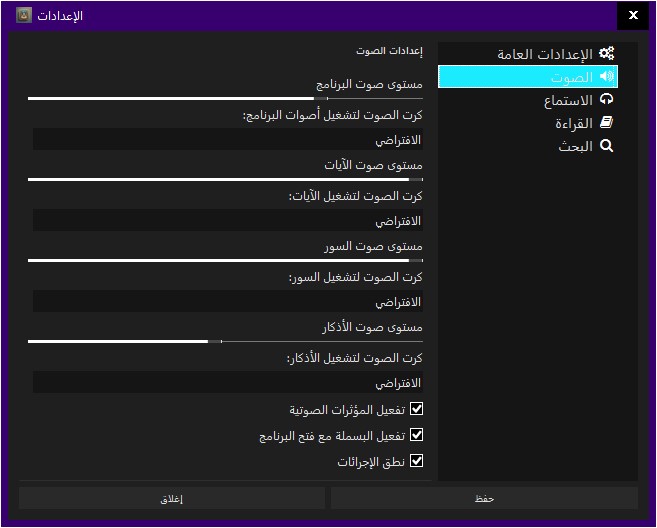 الإعدادات
الإعدادات العامة
الصوت
الاستماع
القراءة
البحث
إعدادات الصوت
مستوى صوت البرنامج
كرت الصوت لتشغيل أصوات البرنامج:
الافتراضي
مستوى صوت الآيات
كرت الصوت لتشغيل الآيات:
الافتراضي
مستوى صوت السور
كرت الصوت لتشغيل السور:
الافتراضي
مستوى صوت الأذكار
كرت الصوت لتشغيل الأذكار:
الافتراضي
تفعيل المؤثرات الصوتية
تفعيل البسملة مع فتح البرنامج
نطق الإجرائات
حفظ
إغلاق